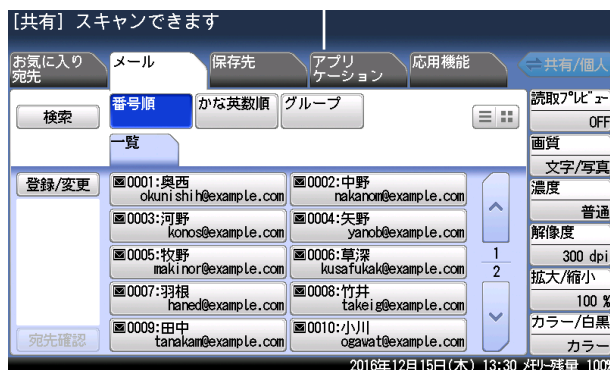 [共有] スキャンできます
お気に入り
宛先
メール
保存先
アプリ
ケーション
応用機能
共有/個人
検索
番号順
かな英数順
グループ
一覧
登録/変更
0001:奥西
okunishih@example.com
0002:中野
nakanom@example.com
0003:河野
konos@example.com
0004:矢野
yanob@example.com
0005:牧野
makinor@example.com
0006:草深
kusafukak@example.com
0007:羽根
haned@example.com
0008:竹井
takeig@example.com
0009:田中
tanakam@example.com
0010:小川
ogawat@example.com
1
2
宛先確認
読取プレビュー
OFF
画質
文字/写真
濃度
普通
解像度
300 dpi
拡大/縮小
100 %
カラー/白黒
カラー
2016年12月15日(木) 13:30 メモリー残量 100%